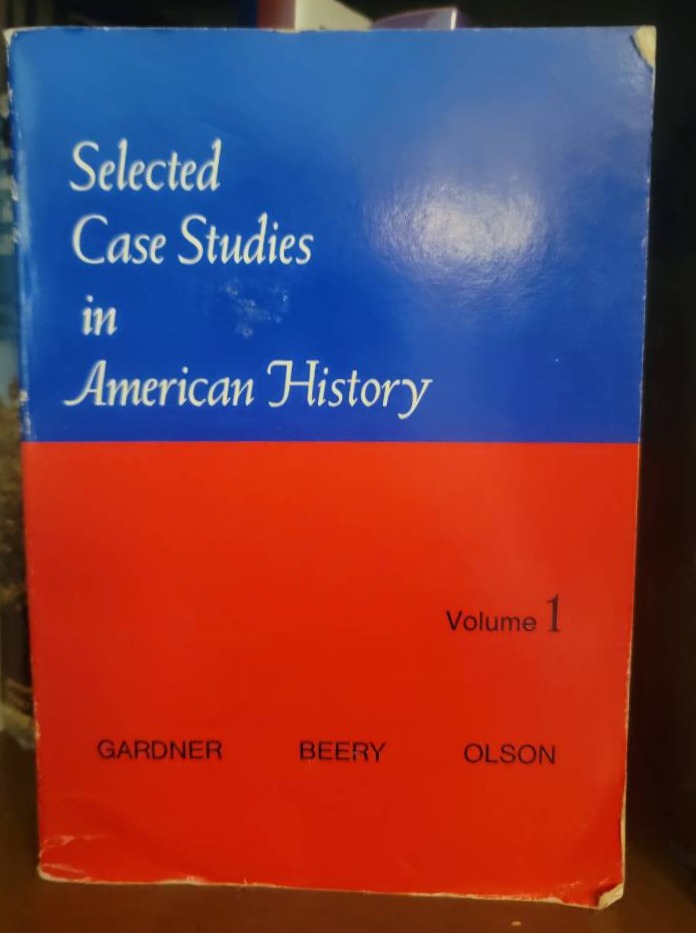 Selected
Case Studies
in
American History
Volume 1
GARDNER BEERY OLSON